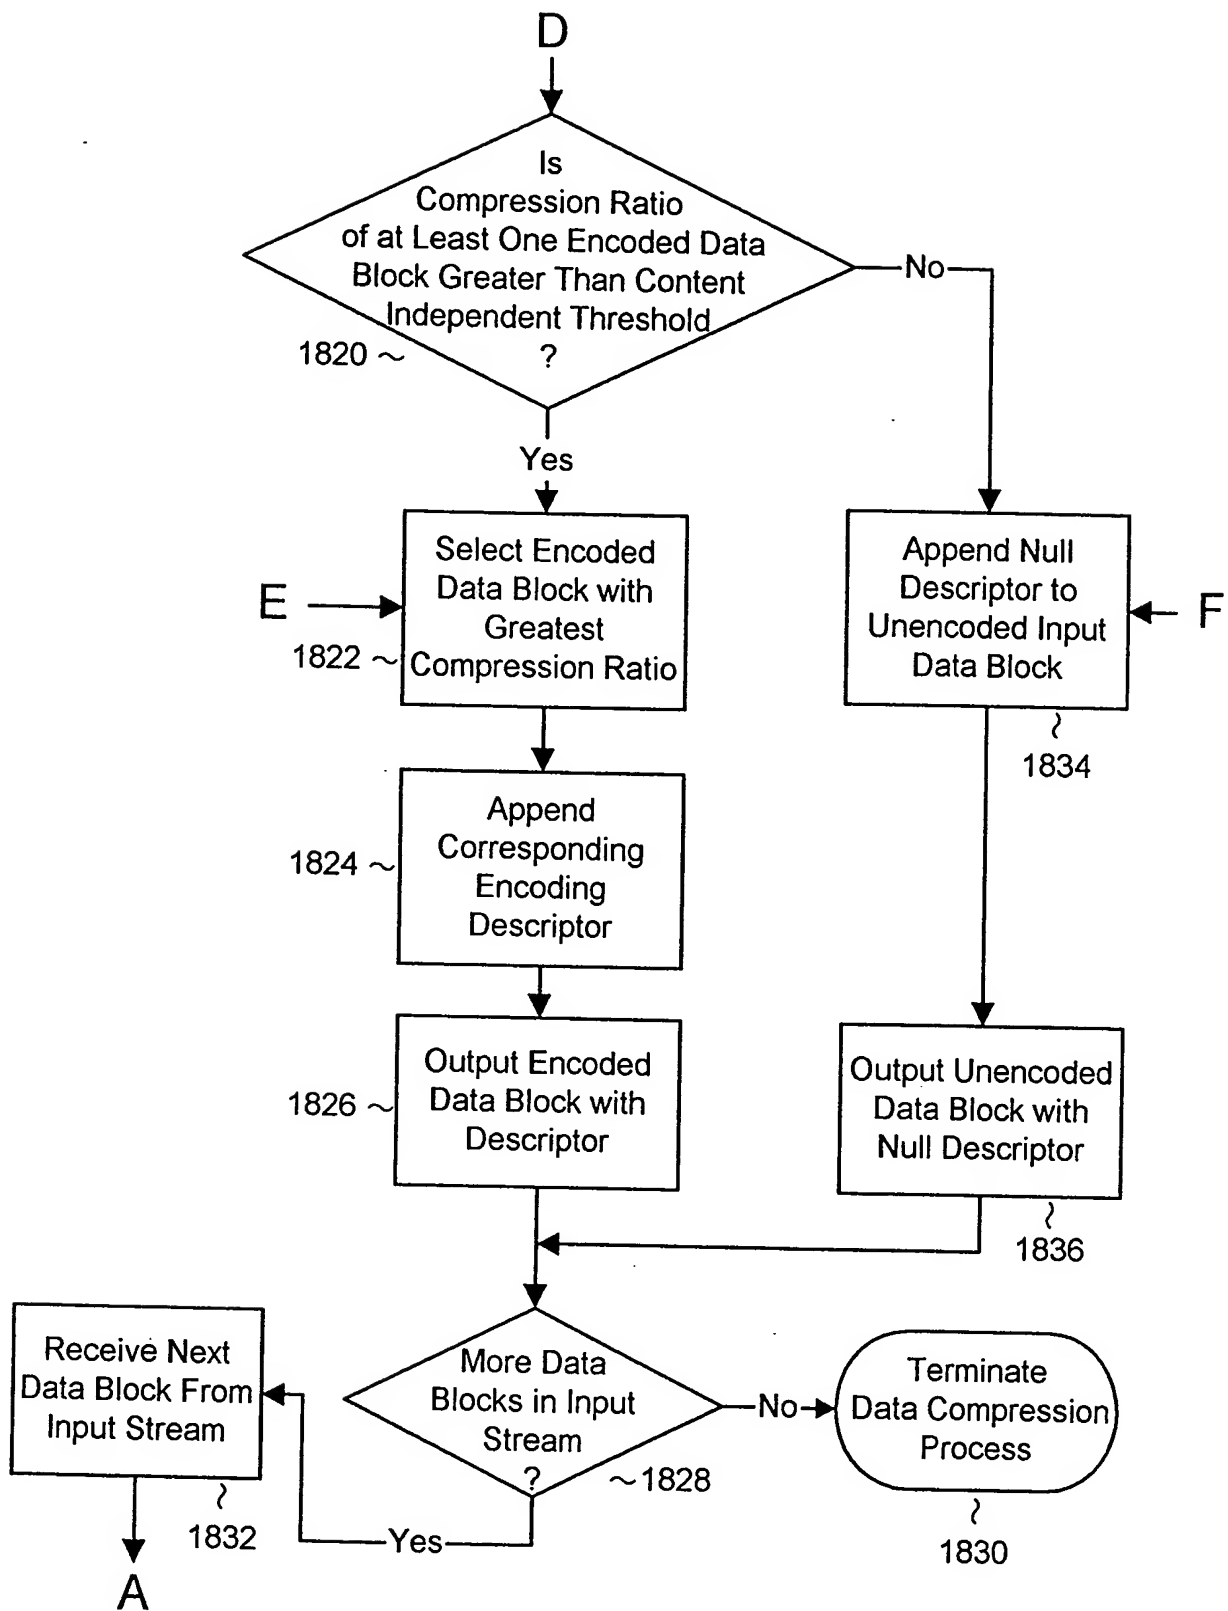 D
Is
Compression Ratio
of at Least One Encoded Data
Block Greater Than Content
Independent Threshold
?
1820 ~
No
Yes
Select Encoded
Data Block with
Greatest
Compression Ratio
E
1822 ~
Append Null
Descriptor to
Unencoded Input
Data Block
F
1834
Append
Corresponding
Encoding
Descriptor
1824 ~
Output Encoded
Data Block with
Descriptor
1826 ~
Output Unencoded
Data Block with
Null Descriptor
1836
Receive Next
Data Block From
Input Stream
1832
A
More Data
Blocks in Input
Stream
?
~1828
Yes
No
Terminate
Data Compression
Process
1830